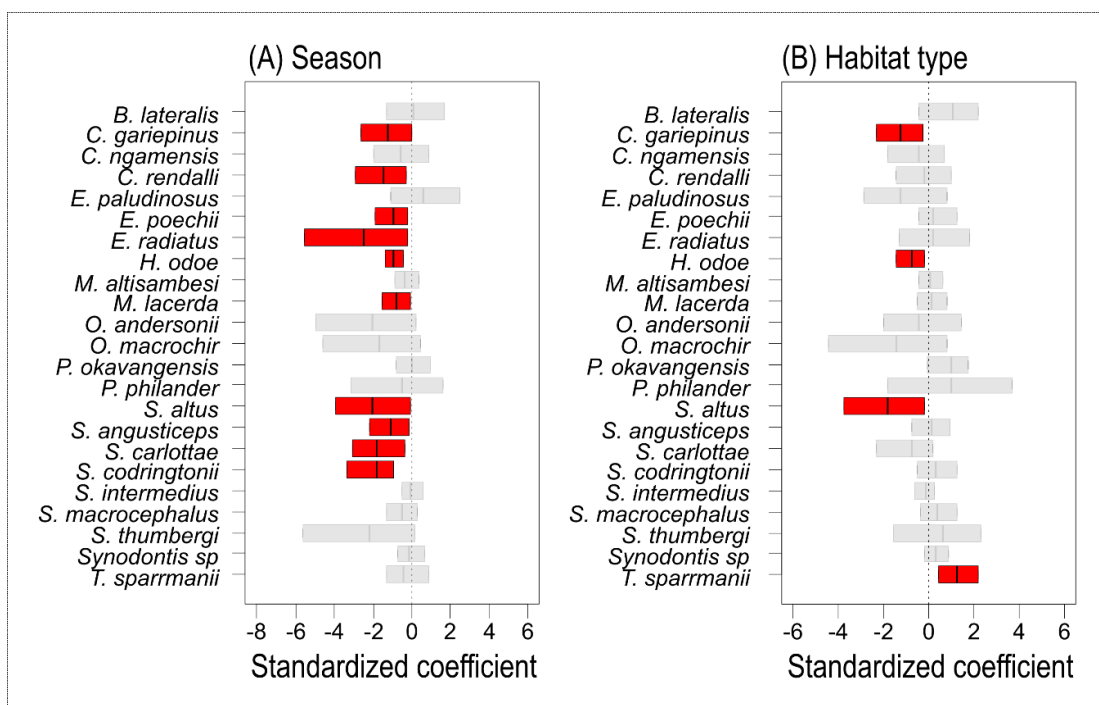 (A) Season
B. lateralis
C. gariepinus
C. ngamensis
C. rendalli
E. paludinosus
E. poechii
E. radiatus
H. odoe
M. altisambesi
M. lacerda
O. andersonii
O. macrochir
P. okavangensis
P. philander
S. altus
S. angusticeps
S. carlottae
S. codringtonii
S. intermedius
S. macrocephalus
S. thumbergi
Synodontis sp
T. sparrmanii
-8 -6 -4 -2 0 2 4 6
Standardized coefficient
(B) Habitat type
B. lateralis
C. gariepinus
C. ngamensis
C. rendalli
E. paludinosus
E. poechii
E. radiatus
H. odoe
M. altisambesi
M. lacerda
O. andersonii
O. macrochir
P. okavangensis
P. philander
S. altus
S. angusticeps
S. carlottae
S. codringtonii
S. intermedius
S. macrocephalus
S. thumbergi
Synodontis sp
T. sparrmanii
-6 -4 -2 0 2 4 6
Standardized coefficient